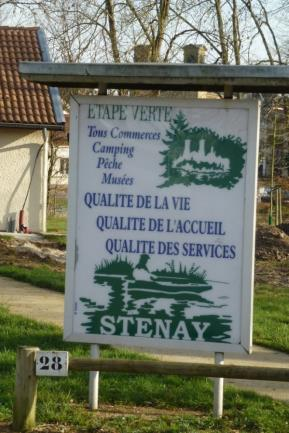 ETAPE VERTE
Tous Commerces
Camping
Pêche
Musées
QUALITE DE LA VIE
QUALITE DE L'ACCUEIL
QUALITE DES SERVICES
STENAY
28